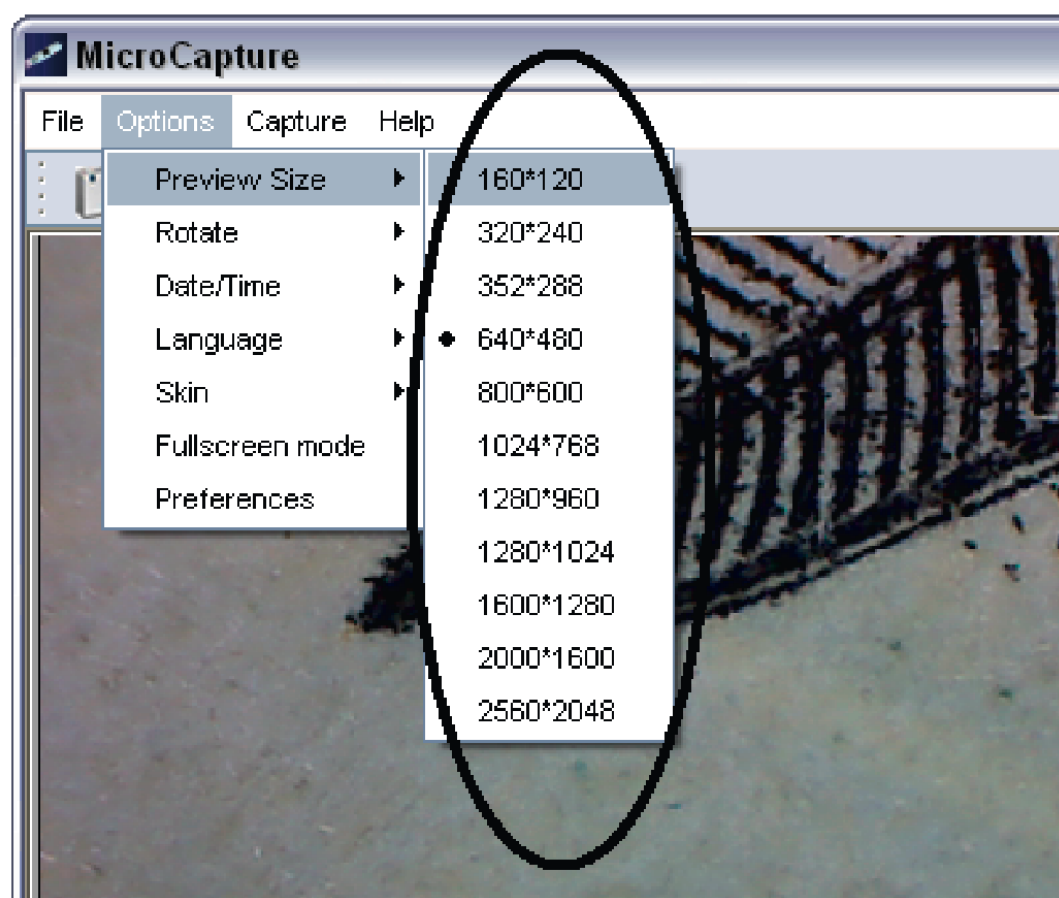 MicroCapture
File Options Capture Help
Preview Size
Rotate
Date/Time
Language
Skin
Fullscreen mode
Preferences
160*120
320*240
352*288
640*480
800*600
1024*768
1280*960
1280*1024
1600*1280
2000*1600
2560*2048